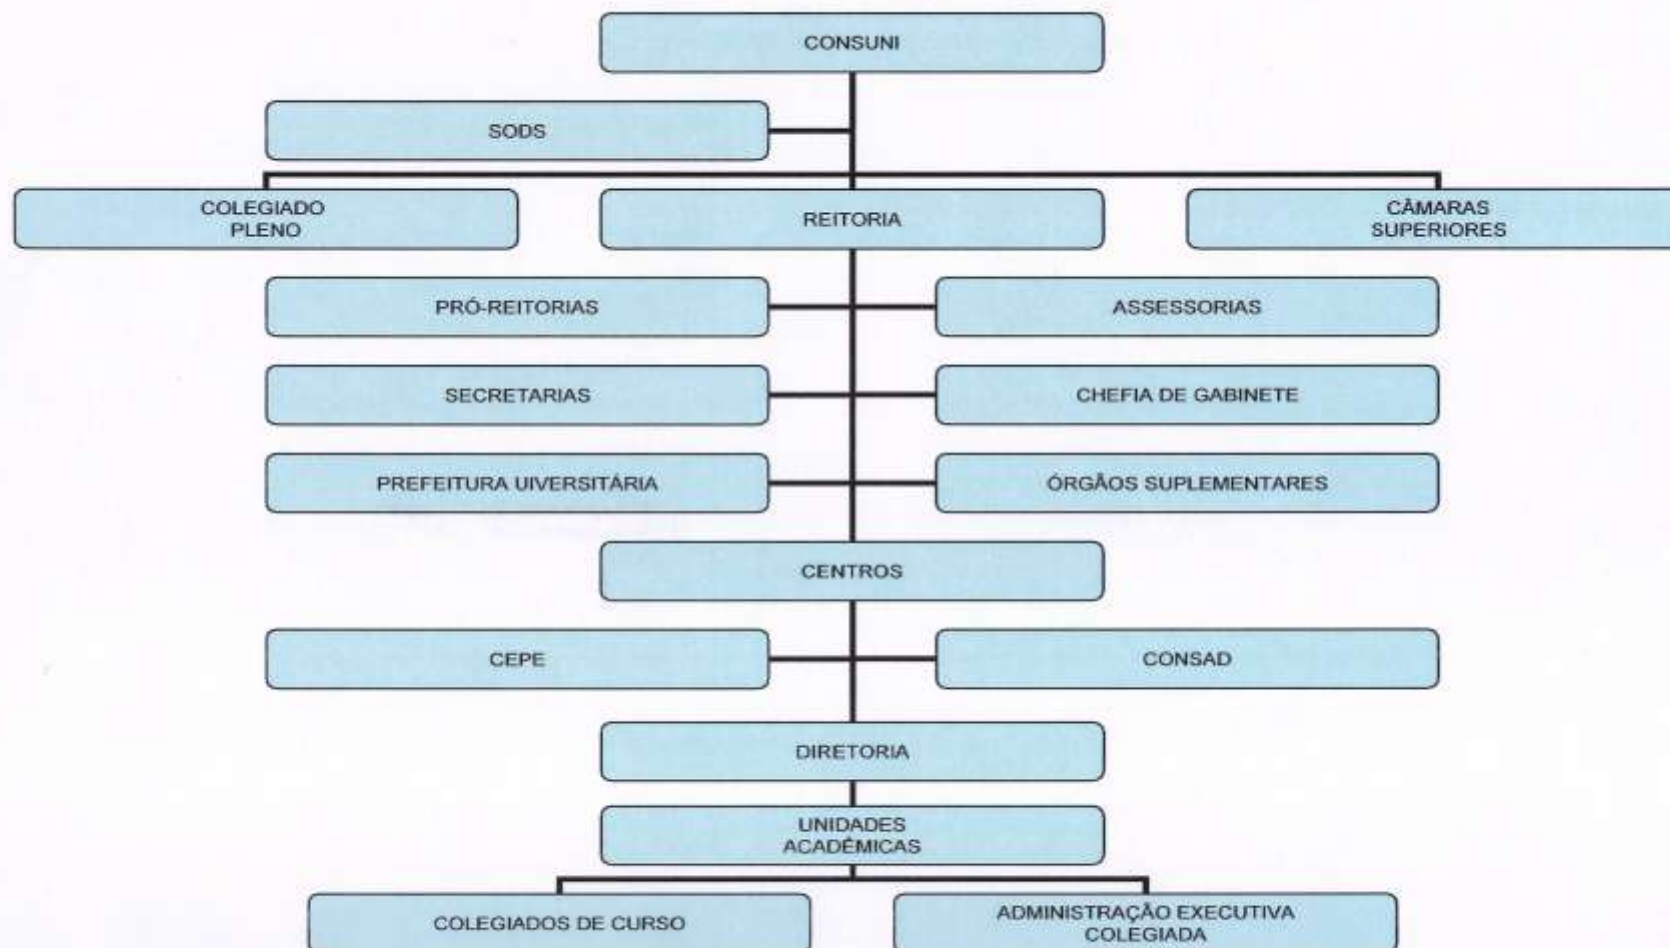 CONSUNI
SODS
COLEGIADO
PLENO
REITORIA
CÂMARAS
SUPERIORES
PRÓ-REITORIAS
ASSESSORIAS
SECRETARIAS
CHEFIA DE GABINETE
PREFEITURA UIVERSITÁRIA
ÓRGÃOS SUPLEMENTARES
CENTROS
CEPE
CONSAD
DIRETORIA
UNIDADES
ACADÊMICAS
COLEGIADOS DE CURSO
ADMINISTRAÇÃO EXECUTIVA
COLEGIADA